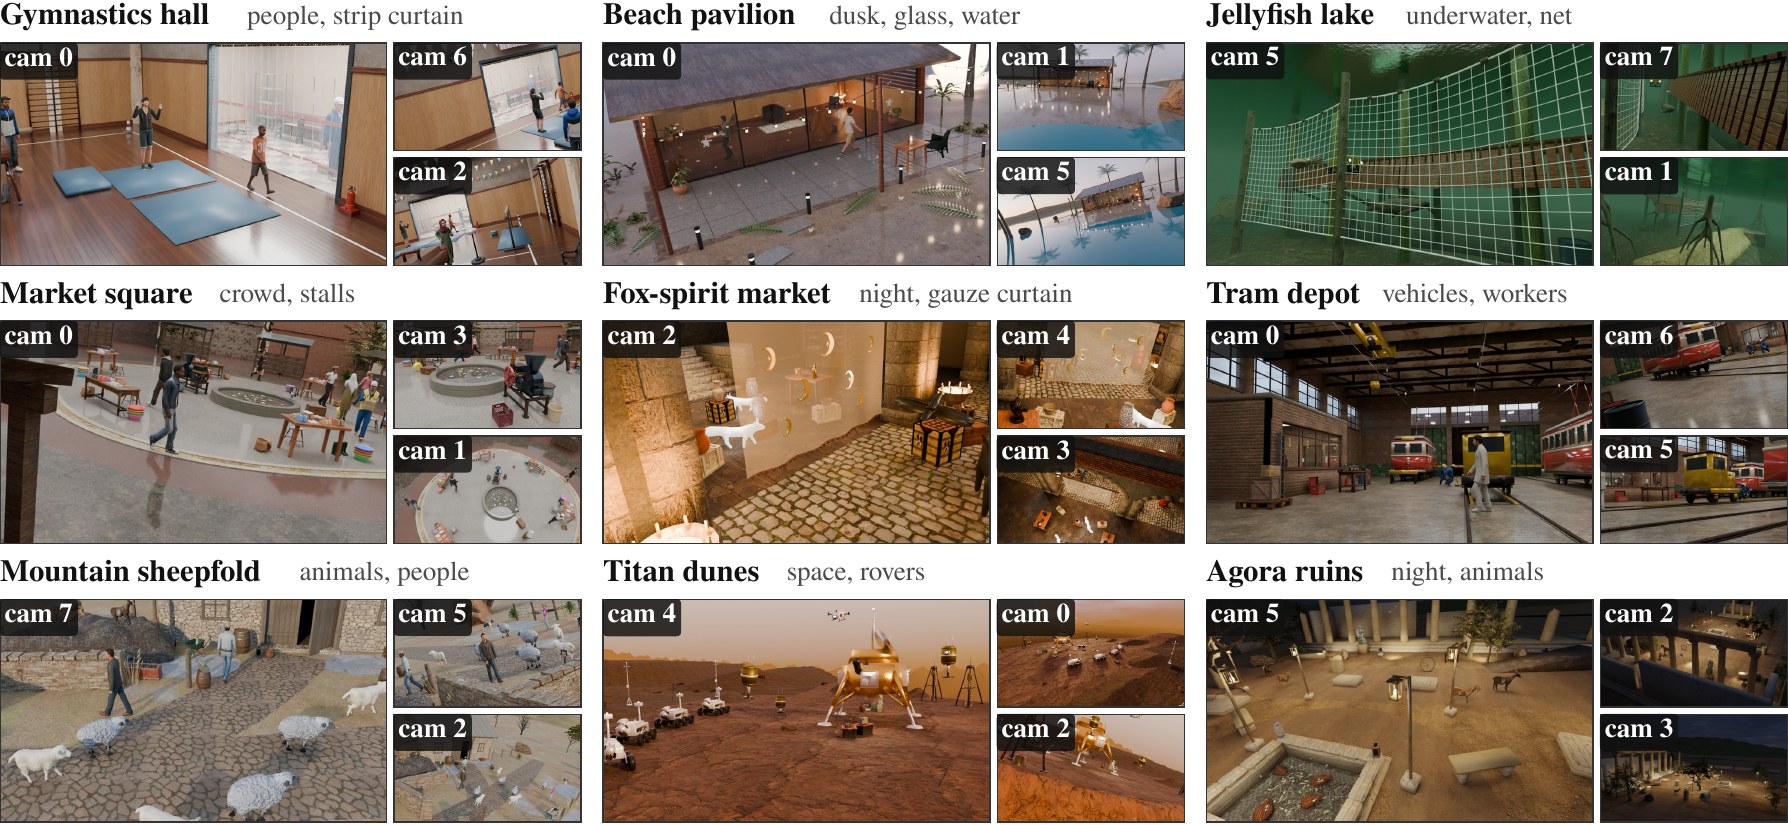 Gymnastics hall people, strip curtain
cam 0
cam 6
cam 2
Beach pavilion dusk, glass, water
cam 0
cam 1
cam 5
Jellyfish lake underwater, net
cam 5
cam 7
cam 1
Market square crowd, stalls
cam 0
cam 3
cam 1
Fox-spirit market night, gauze curtain
cam 2
cam 4
cam 3
Tram depot vehicles, workers
cam 0
cam 6
cam 5
Mountain sheepfold animals, people
cam 7
cam 5
cam 2
Titan dunes space, rovers
cam 4
cam 0
cam 2
Agora ruins night, animals
cam 5
cam 2
cam 3